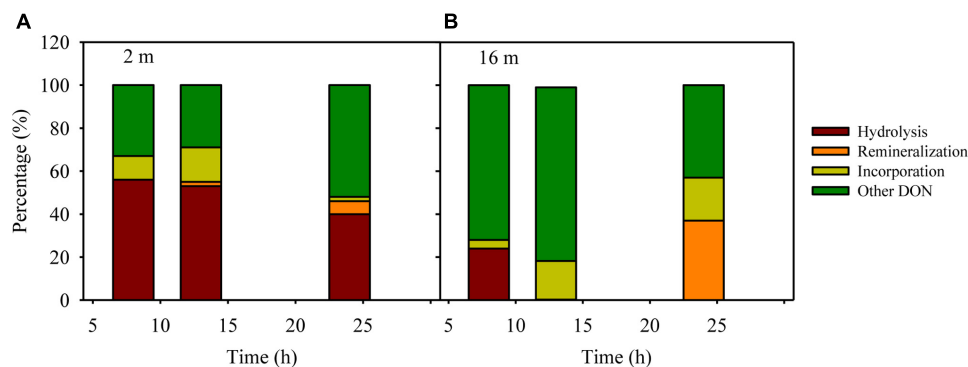 A
B
2 m
16 m
120
100
80
60
40
20
0
Percentage (%)
5 10 15 20 25
5 10 15 20 25
Time (h)
Time (h)
Hydrolysis
Remineralization
Incorporation
Other DON